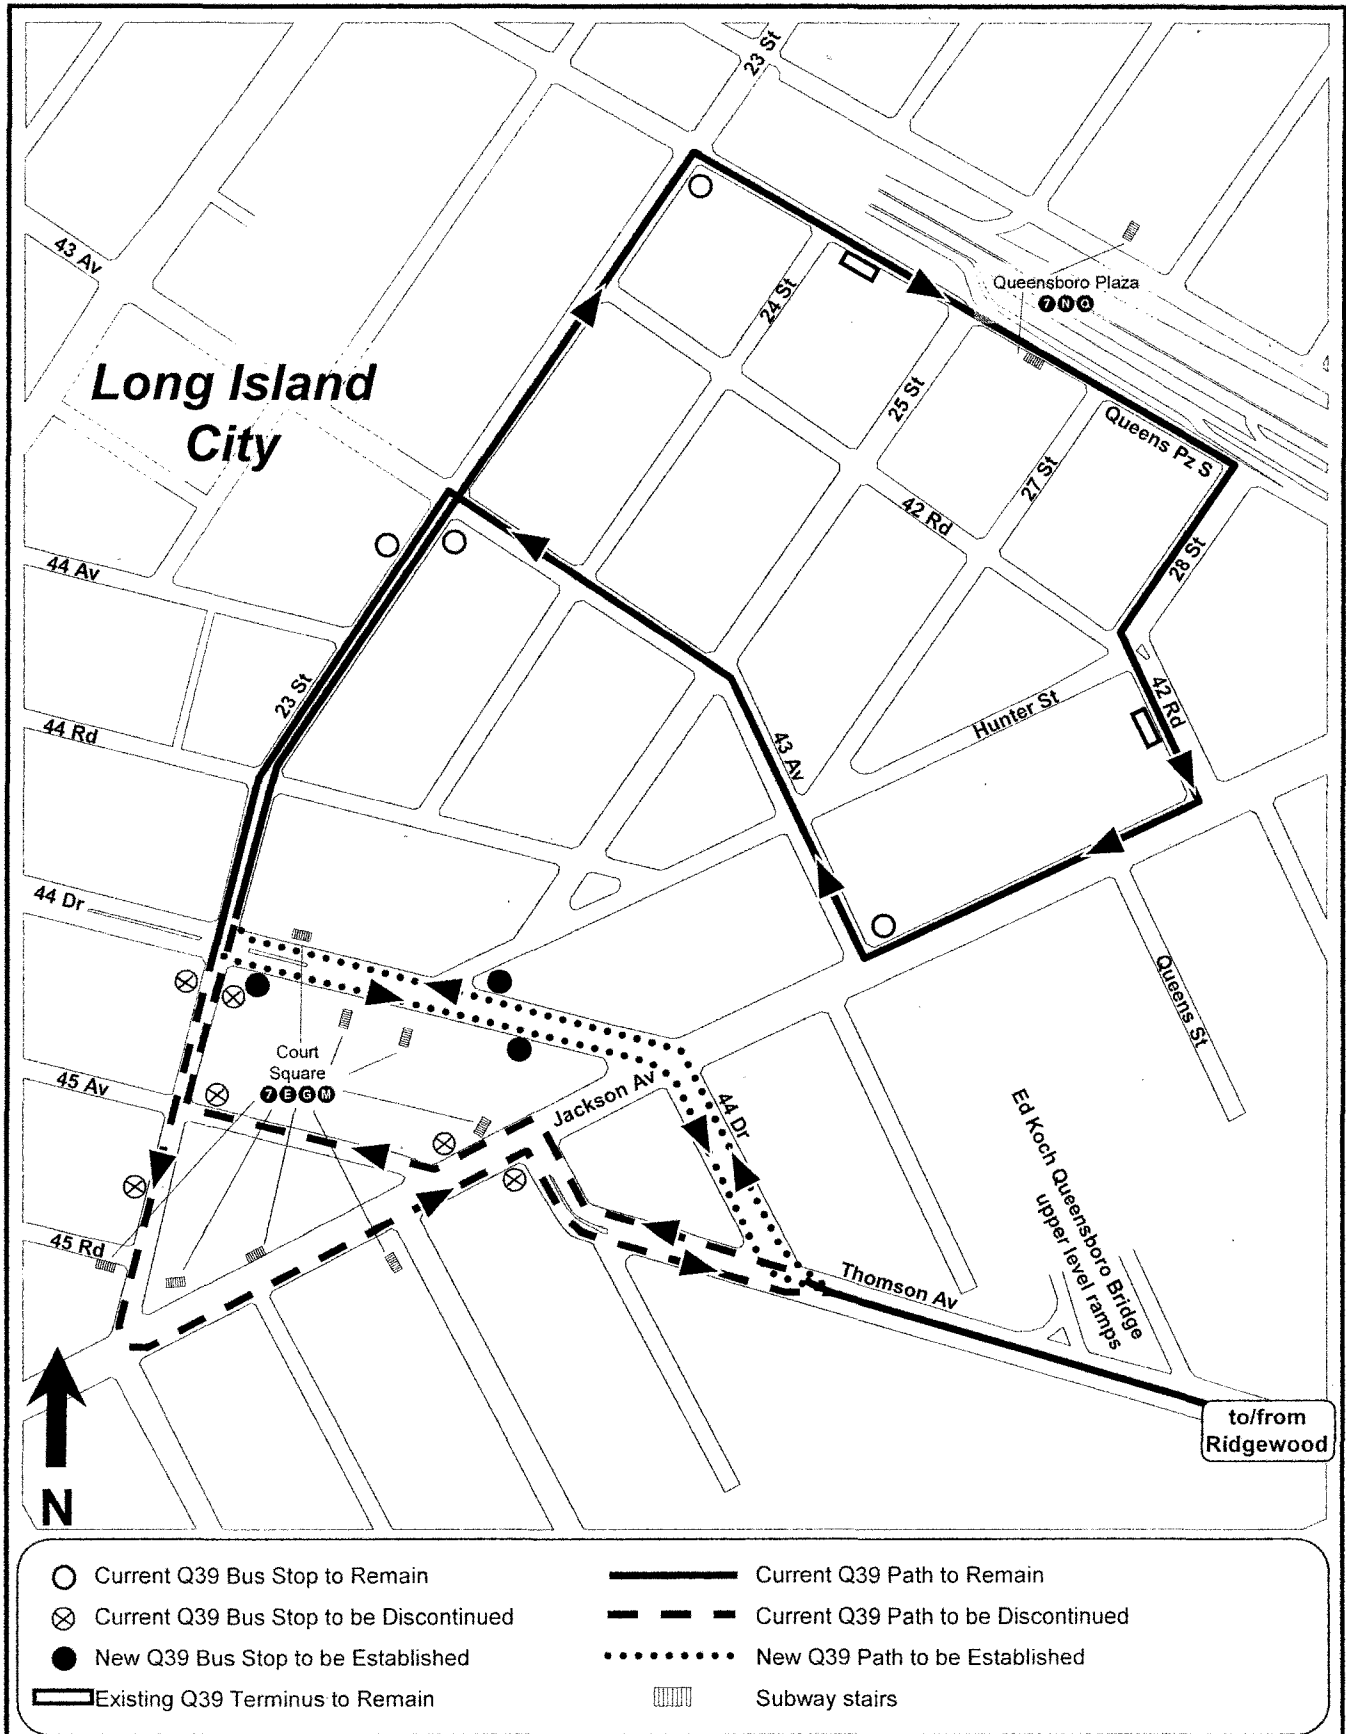 23 St
43 Av
Queensboro Plaza
7 N Q
24 St
Long Island
City
25 St
Queens Pz S
27 St
42 Rd
28 St
44 Av
23 St
42 Rd
Hunter St
44 Rd
43 Av
44 Dr
Queens St
Court
Square
7 E G M
45 Av
Jackson Av
44 Dr
Ed Koch Queensboro Bridge
upper level ramps
45 Rd
Thomson Av
to/from
Ridgewood
N
Current Q39 Bus Stop to Remain
Current Q39 Path to Remain
Current Q39 Bus Stop to be Discontinued
Current Q39 Path to be Discontinued
New Q39 Bus Stop to be Established
New Q39 Path to be Established
Existing Q39 Terminus to Remain
Subway stairs